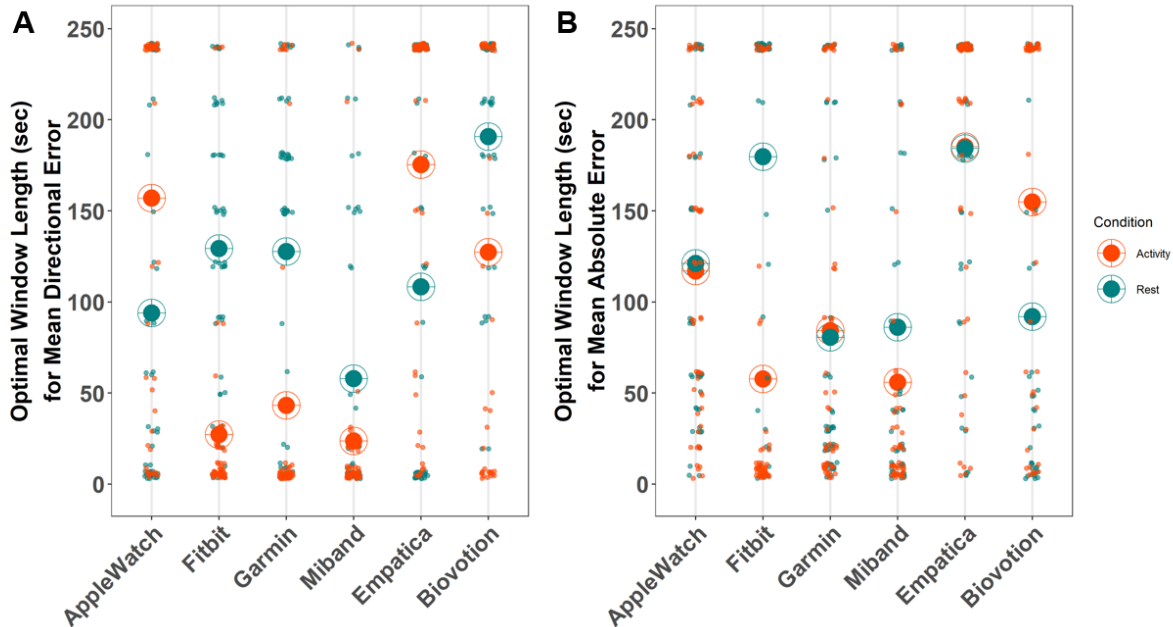 A
Optimal Window Length (sec)
for Mean Directional Error
250
200
150
100
50
0
AppleWatch
Fitbit
Garmin
Miband
Empatica
Biovotion
B
Optimal Window Length (sec)
for Mean Absolute Error
250
200
150
100
50
0
AppleWatch
Fitbit
Garmin
Miband
Empatica
Biovotion
Condition
Activity
Rest